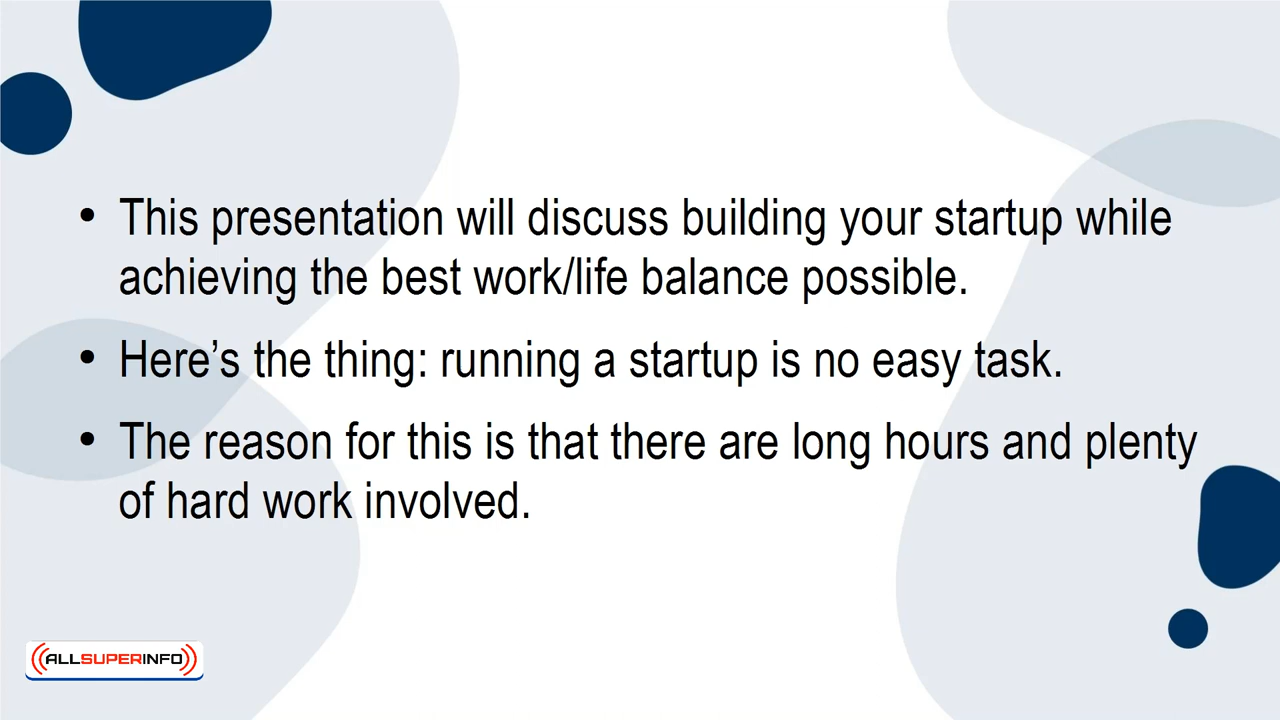 • This presentation will discuss building your startup while
achieving the best work/life balance possible.
• Here’s the thing: running a startup is no easy task.
• The reason for this is that there are long hours and plenty
of hard work involved.
ALLSUPERINFO